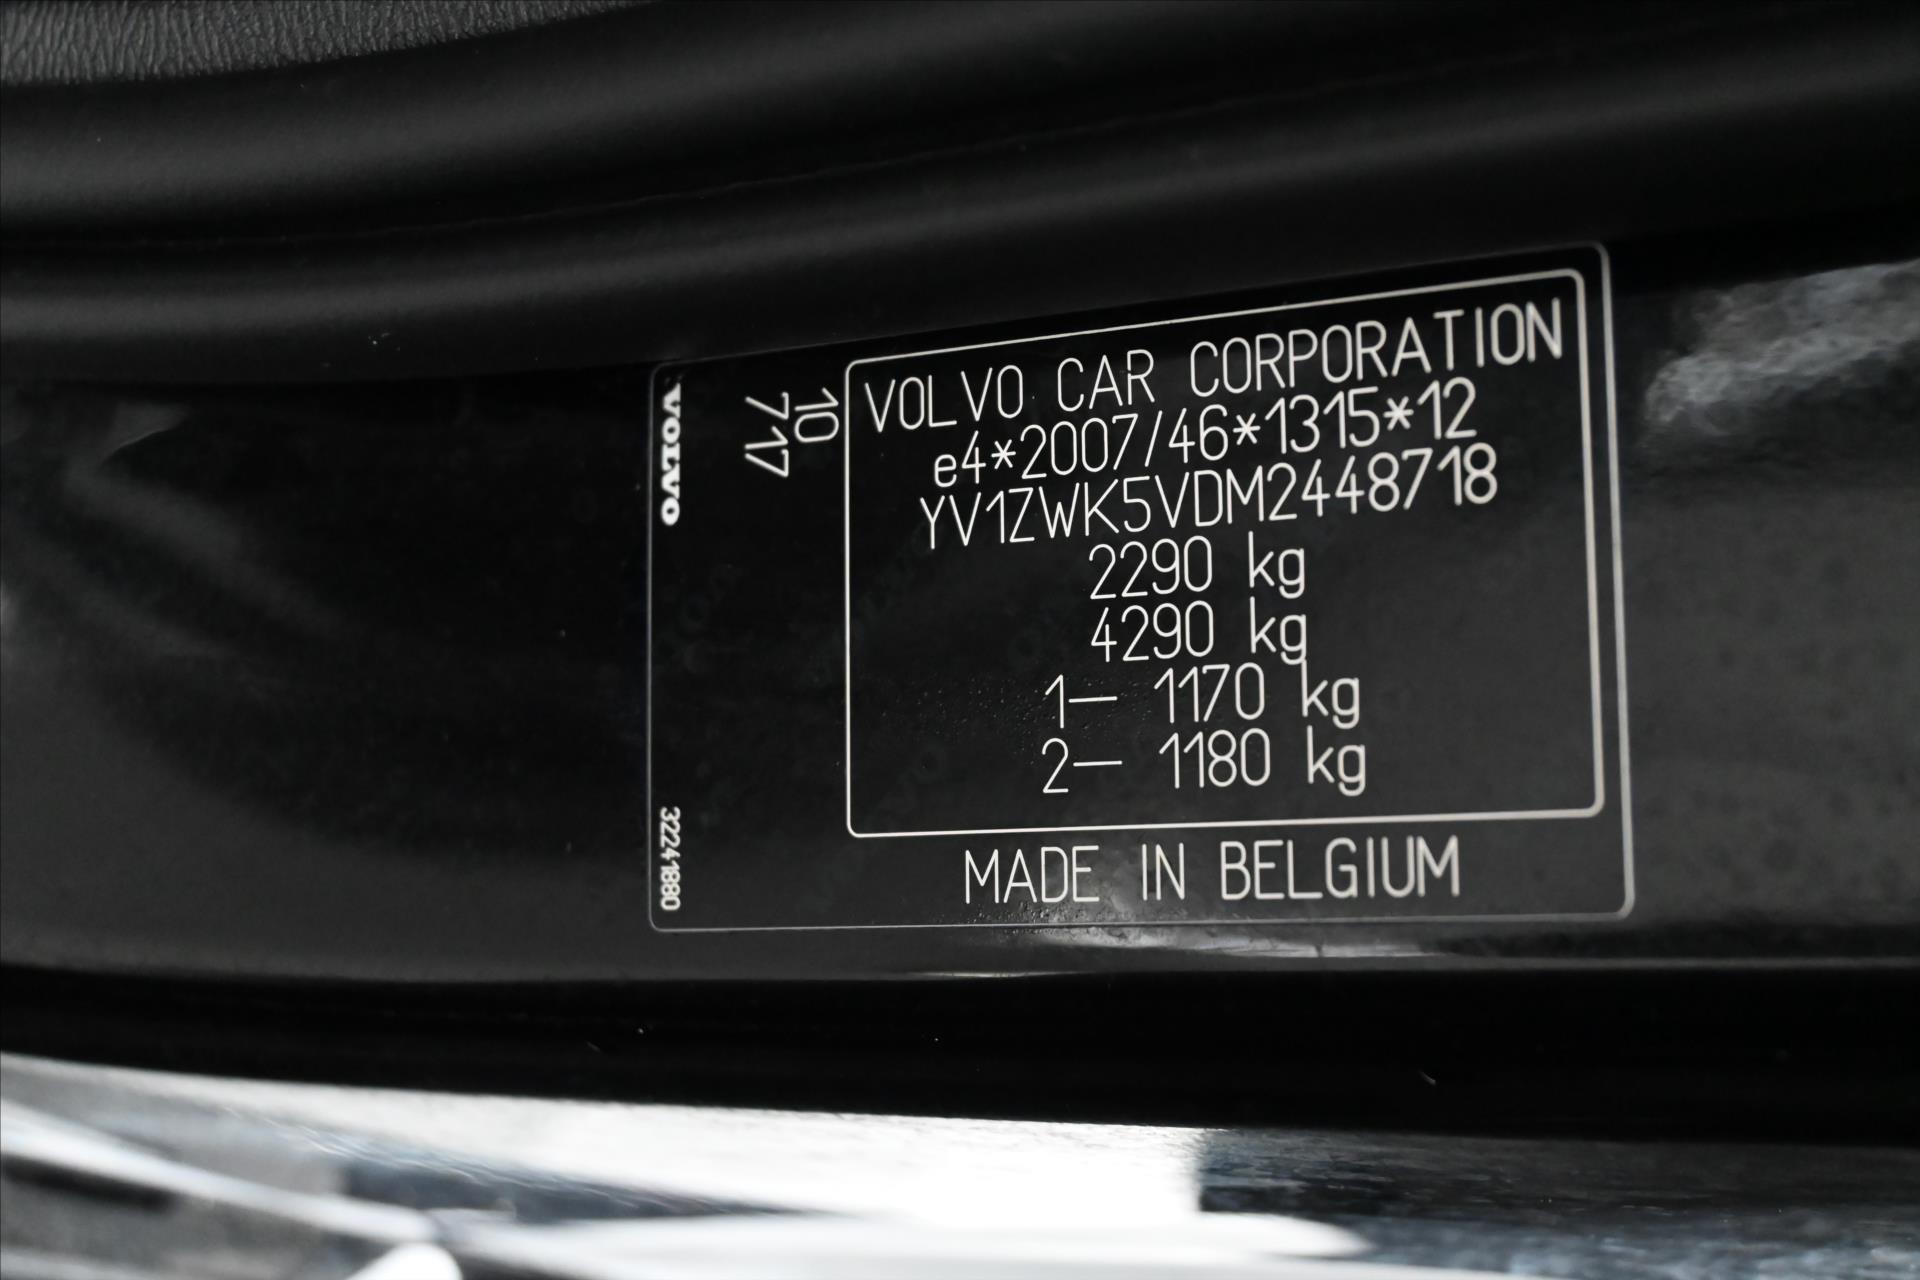 VOLVO CAR CORPORATION
e4*2007/46*1315*12
YV1ZWK5VDM2448718
2290 kg
4290 kg
1– 1170 kg
2– 1180 kg
MADE IN BELGIUM
10
717
VOLVO
32241880